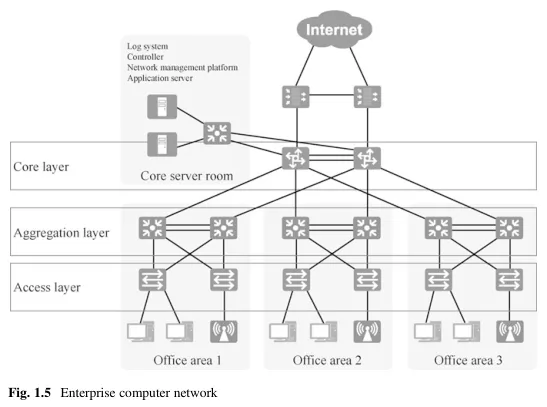 Internet
Log system
Controller
Network management platform
Application server
Core server room
Core layer
Aggregation layer
Access layer
Office area 1
Office area 2
Office area 3
Fig. 1.5 Enterprise computer network